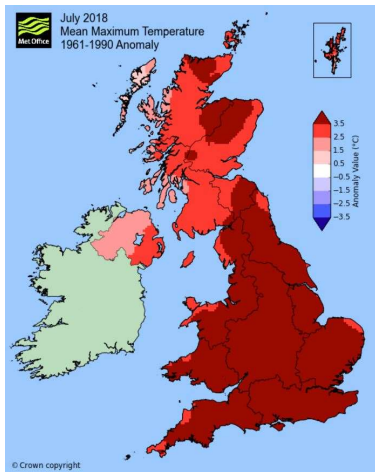 Met Office
July 2018
Mean Maximum Temperature
1961-1990 Anomaly
3.5
2.5
1.5
0.5
−0.5
−1.5
−2.5
−3.5
Anomaly Value (°C)
© Crown copyright